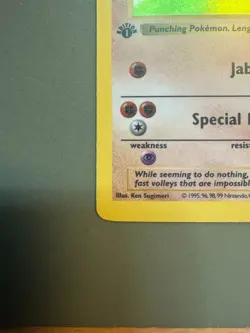 EDITION
1
Punching Pokémon. Leng
Jab
Special
weakness
resis
While seeming to do nothing,
fast volleys that are impossibl
Illus. Ken Sugimori
© 1995, 96, 98, 99 Nintendo,